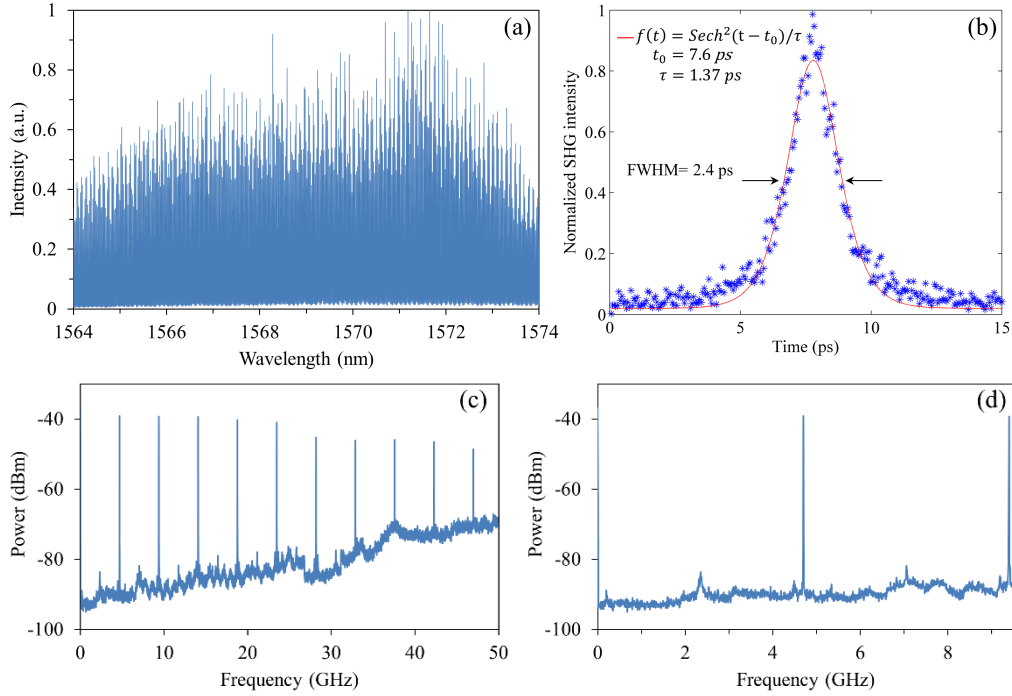 (a)
1
0.8
0.6
0.4
0.2
0
Inetnsity (a.u.)
1564 1566 1568 1570 1572 1574
Wavelength (nm)
(b)
1
0.8
0.6
0.4
0.2
0
Normalized SHG intensity
f(t) = Sech²(t − t₀)/τ
t₀ = 7.6 ps
τ = 1.37 ps
FWHM= 2.4 ps
0 5 10 15
Time (ps)
(c)
-40
-60
-80
-100
Power (dBm)
0 10 20 30 40 50
Frequency (GHz)
(d)
-40
-60
-80
-100
Power (dBm)
0 2 4 6 8
Frequency (GHz)